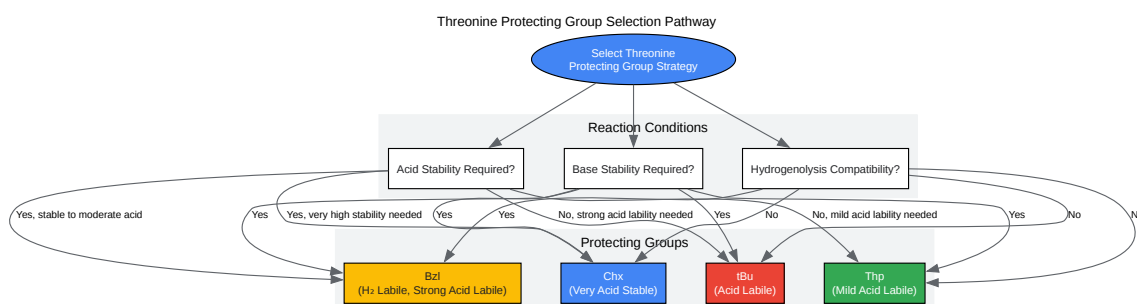 Threonine Protecting Group Selection Pathway
Select Threonine
Protecting Group Strategy
Reaction Conditions
Acid Stability Required?
Base Stability Required?
Hydrogenolysis Compatibility?
Yes, stable to moderate acid
Yes
Yes, very high stability needed
Yes
Yes
No, strong acid lability needed
Yes
No
No, mild acid lability needed
Yes
No
Protecting Groups
Bzl
(H₂ Labile, Strong Acid Labile)
Chx
(Very Acid Stable)
tBu
(Acid Labile)
Thp
(Mild Acid Labile)